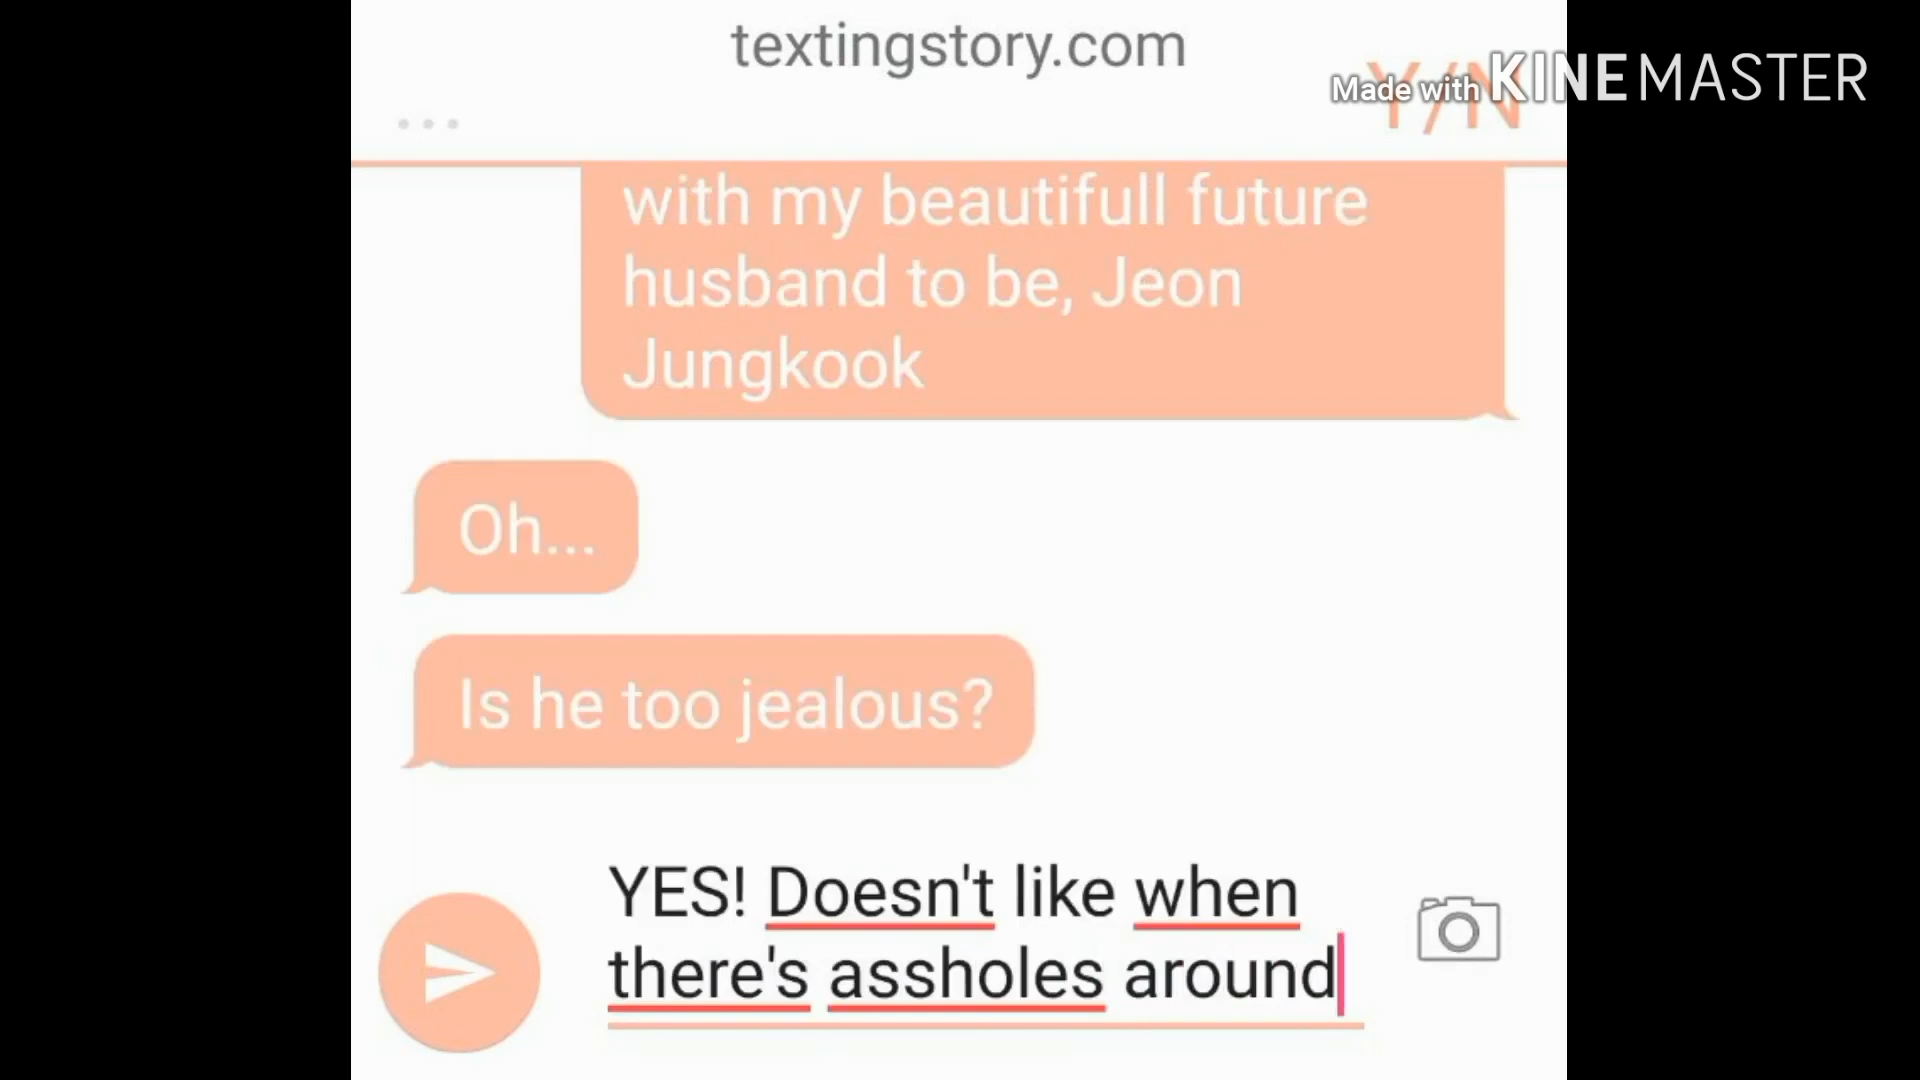 textingstory.com
Y/N
Made with KINEMASTER
with my beautifull future
husband to be, Jeon
Jungkook
Oh...
Is he too jealous?
YES! Doesn't like when
there's assholes around